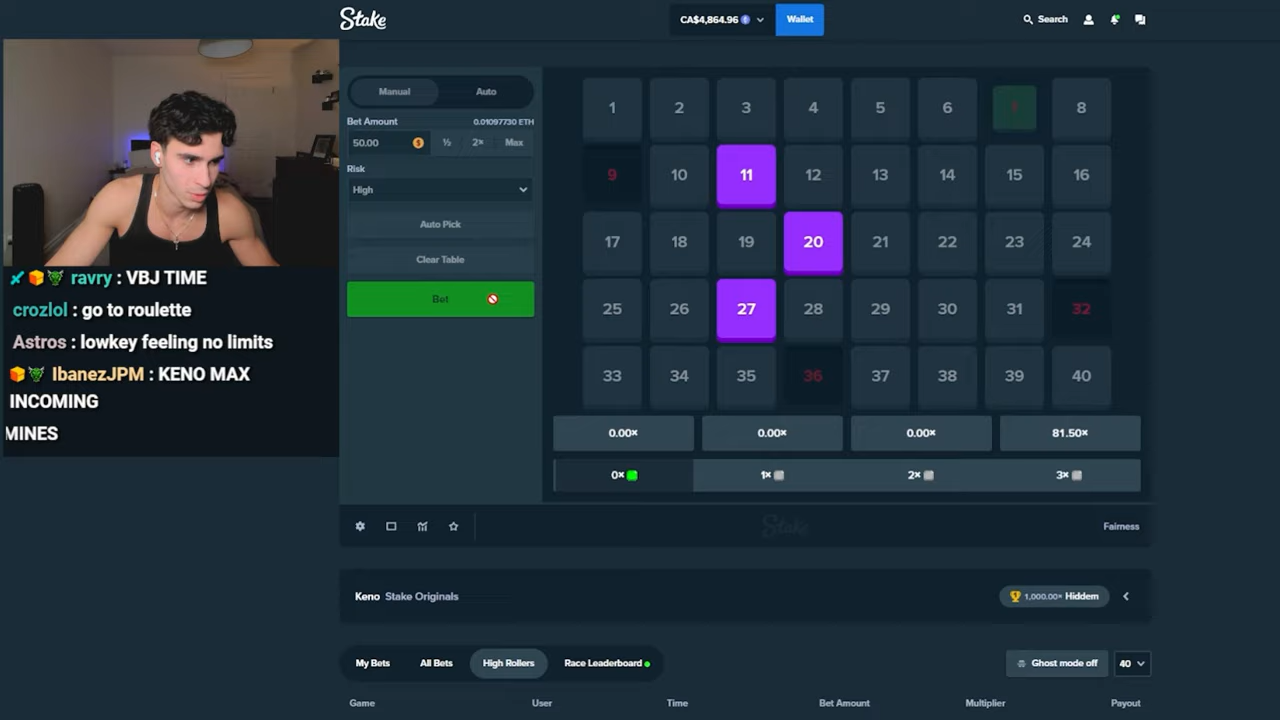 Stake
CA$4,864.96
Wallet
Search
Manual
Auto
Bet Amount
0.01097730 ETH
50.00
½
2×
Max
Risk
High
Auto Pick
Clear Table
Bet
1 2 3 4 5 6 7 8
9 10 11 12 13 14 15 16
17 18 19 20 21 22 23 24
25 26 27 28 29 30 31 32
33 34 35 36 37 38 39 40
0.00× 0.00× 0.00× 81.50×
0× 1× 2× 3×
ravry : VBJ TIME
crozlol : go to roulette
Astros : lowkey feeling no limits
IbanezJPM : KENO MAX
INCOMING
MINES
Stake
Fairness
Keno Stake Originals
1,000.00× Hiddem
My Bets
All Bets
High Rollers
Race Leaderboard
Ghost mode off
40
Game User Time Bet Amount Multiplier Payout